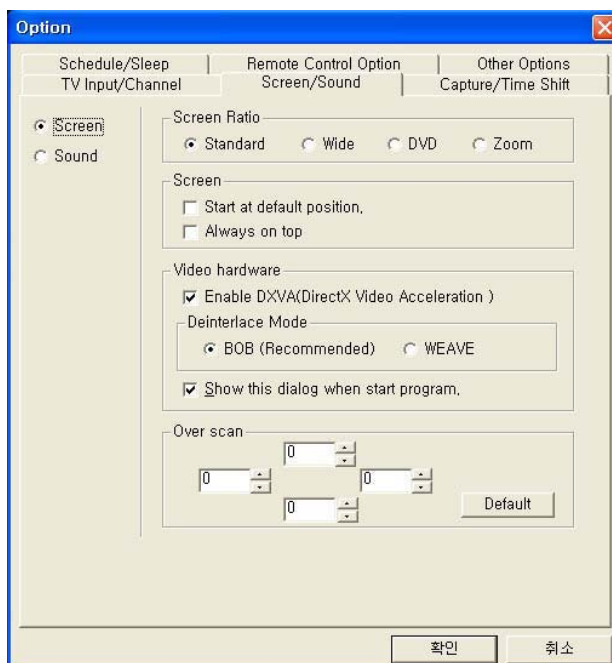 Option
Schedule/Sleep Remote Control Option Other Options
TV Input/Channel Screen/Sound Capture/Time Shift
Screen
Sound
Screen Ratio
Standard Wide DVD Zoom
Screen
Start at default position,
Always on top
Video hardware
Enable DXVA(DirectX Video Acceleration )
Deinterlace Mode
BOB (Recommended) WEAVE
Show this dialog when start program,
Over scan
0
0 0
0
Default
확인 취소